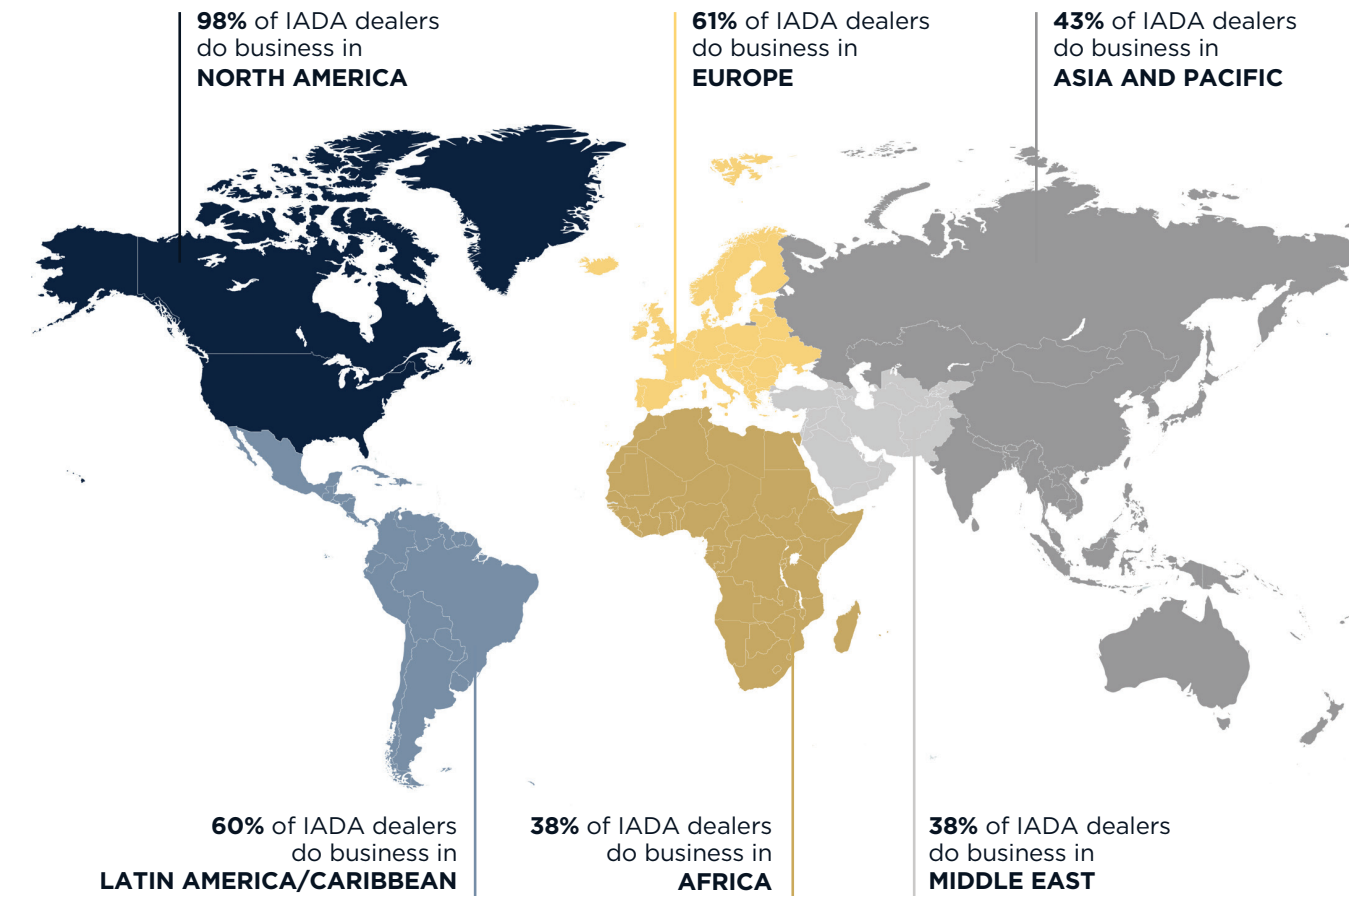 98% of IADA dealers
do business in
NORTH AMERICA
61% of IADA dealers
do business in
EUROPE
43% of IADA dealers
do business in
ASIA AND PACIFIC
60% of IADA dealers
do business in
LATIN AMERICA/CARIBBEAN
38% of IADA dealers
do business in
AFRICA
38% of IADA dealers
do business in
MIDDLE EAST